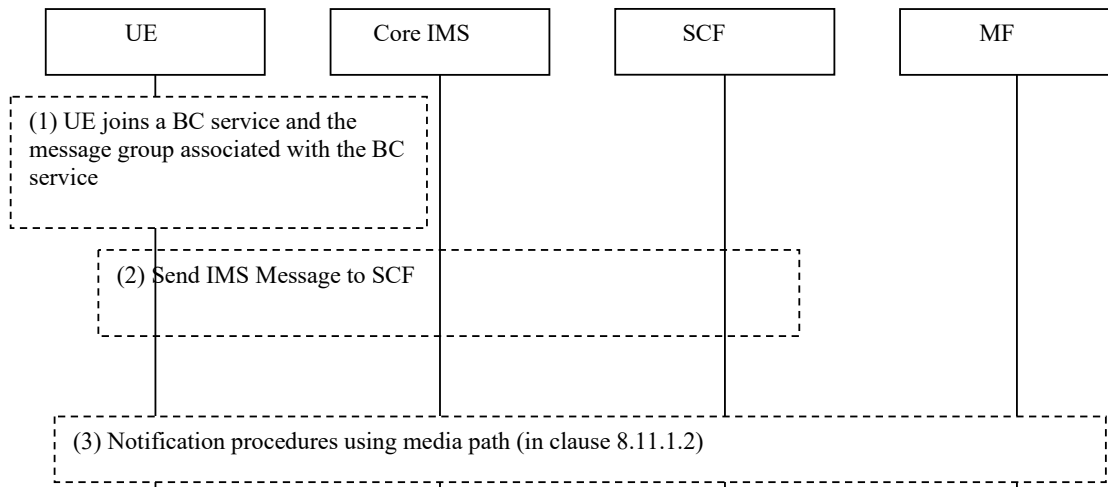 UE
Core IMS
SCF
MF
(1) UE joins a BC service and the
message group associated with the BC
service
(2) Send IMS Message to SCF
(3) Notification procedures using media path (in clause 8.11.1.2)